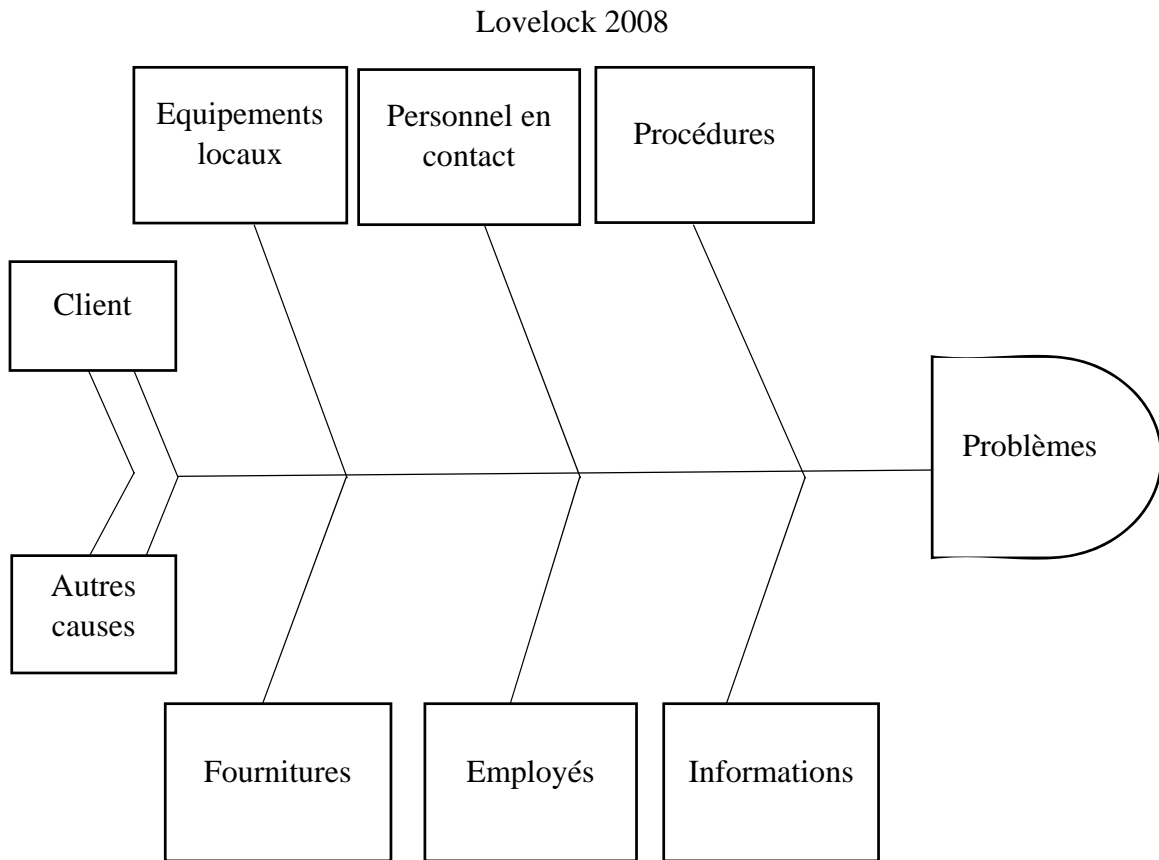 Lovelock 2008
Equipements
locaux
Personnel en
contact
Procédures
Client
Problèmes
Autres
causes
Fournitures
Employés
Informations